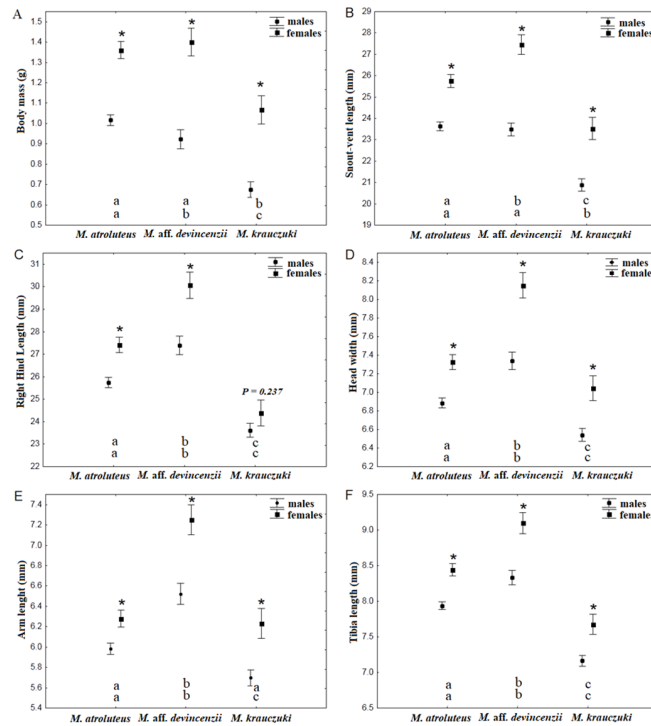 A
males
females
Body mass (g)
1.5
1.4
1.3
1.2
1.1
1.0
0.9
0.8
0.7
0.6
0.5
* * *
a a b
a b c
M. atroluteus M. aff. devincenzii M. krauczuki
B
males
females
Snout-vent length (mm)
29
28
27
26
25
24
23
22
21
20
19
* * *
a b c
a a b
M. atroluteus M. aff. devincenzii M. krauczuki
C
males
females
Right Hind Length (mm)
31
30
29
28
27
26
25
24
23
22
* *
P = 0.237
a b c
a b c
M. atroluteus M. aff. devincenzii M. krauczuki
D
males
females
Head width (mm)
8.4
8.2
8.0
7.8
7.6
7.4
7.2
7.0
6.8
6.6
6.4
6.2
* * *
a b c
a b c
M. atroluteus M. aff. devincenzii M. krauczuki
E
males
females
Arm lenght (mm)
7.4
7.2
7.0
6.8
6.6
6.4
6.2
6.0
5.8
5.6
5.4
* * *
a b a
a b c
M. atroluteus M. aff. devincenzii M. krauczuki
F
males
females
Tibia length (mm)
9.5
9.0
8.5
8.0
7.5
7.0
6.5
* * *
a b c
a b c
M. atroluteus M. aff. devincenzii M. krauczuki